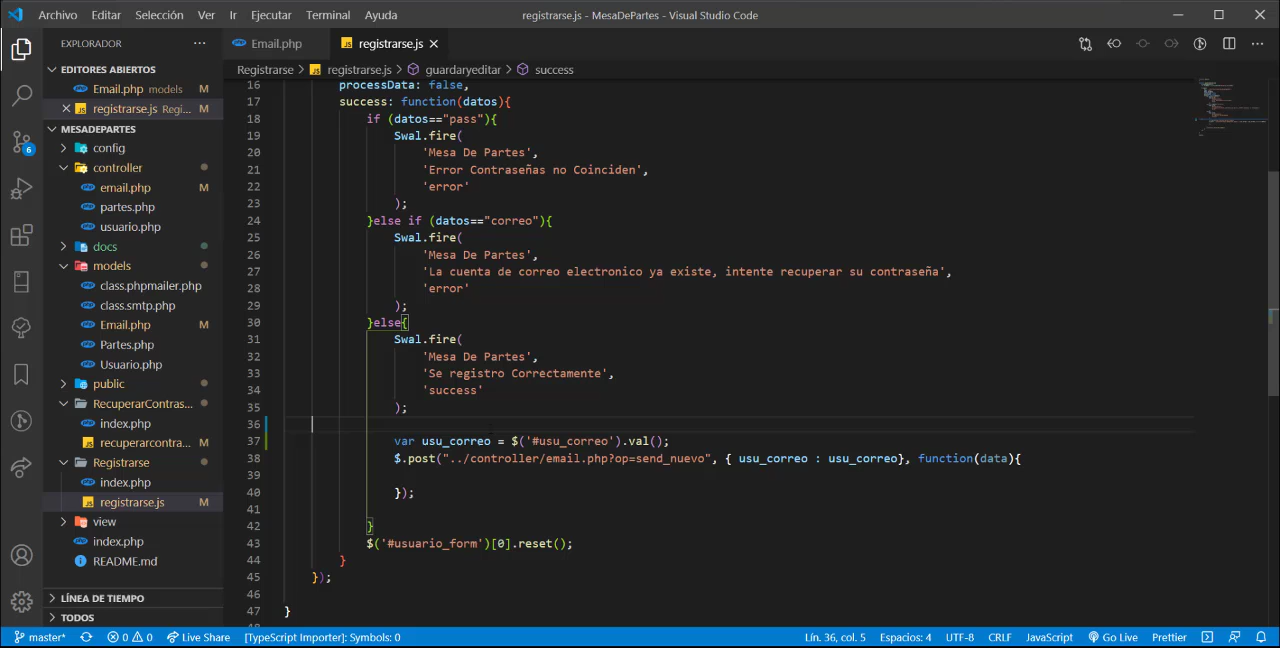 Archivo Editar Selección Ver Ir Ejecutar Terminal Ayuda registrarse.js - MesaDePartes - Visual Studio Code
EXPLORADOR ···
EDITORES ABIERTOS
Email.php models M
registrarse.js Regi... M
MESADEPARTES
config
controller
email.php M
partes.php
usuario.php
docs
models
class.phpmailer.php
class.smtp.php
Email.php M
Partes.php
Usuario.php
public
RecuperarContras...
index.php
recuperarcontra...
Registrarse
index.php
registrarse.js M
view
index.php
README.md
LÍNEA DE TIEMPO
TODOS
6
Email.php registrarse.js
Registrarse > registrarse.js > guardaryeditar > success
16 processData: false,
17 success: function(datos){
18 if (datos=="pass"){
19 Swal.fire(
20 'Mesa De Partes',
21 'Error Contraseñas no Coinciden',
22 'error'
23 );
24 }else if (datos=="correo"){
25 Swal.fire(
26 'Mesa De Partes',
27 'La cuenta de correo electronico ya existe, intente recuperar su contraseña',
28 'error'
29 );
30 }else{
31 Swal.fire(
32 'Mesa De Partes',
33 'Se registro Correctamente',
34 'success'
35 );
36
37 var usu_correo = $('#usu_correo').val();
38 $.post("../controller/email.php?op=send_nuevo", { usu_correo : usu_correo}, function(data){
39
40 });
41
42 }
43 $('#usuario_form')[0].reset();
44 }
45 });
46
47 }
master* 0 0 Live Share [TypeScript Importer]: Symbols: 0 Lín. 36, col. 5 Espacios: 4 UTF-8 CRLF JavaScript Go Live Prettier